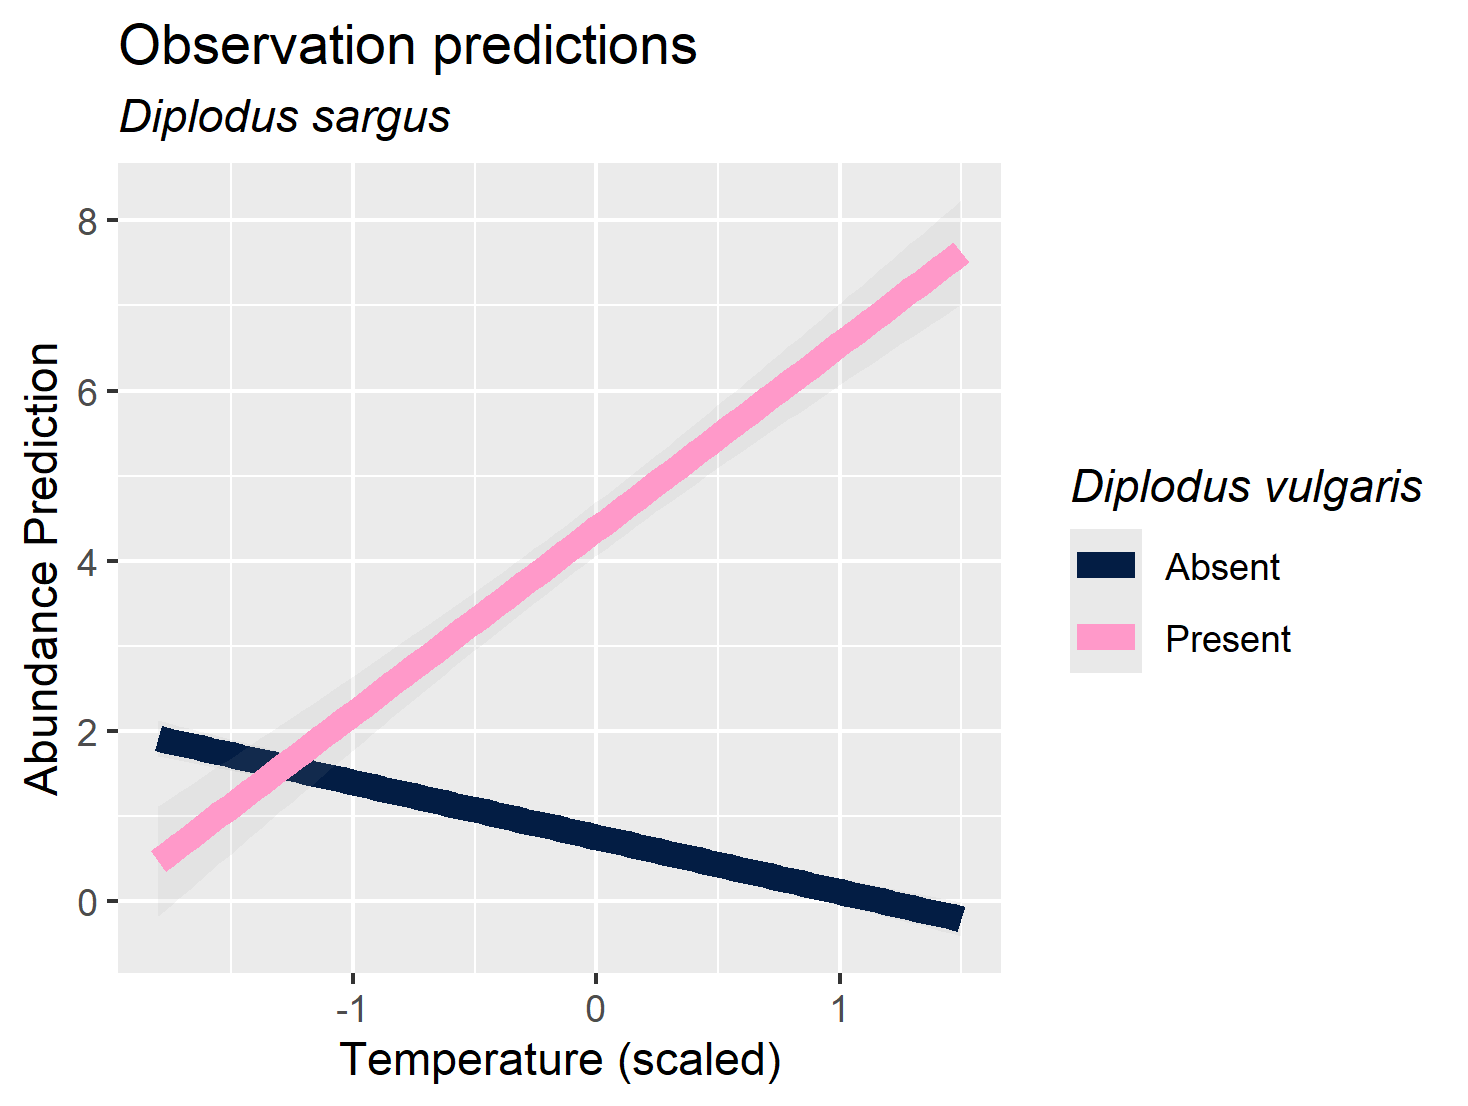 Observation predictions
Diplodus sargus
Abundance Prediction
8
6
4
2
0
-1 0 1
Temperature (scaled)
Diplodus vulgaris
Absent
Present